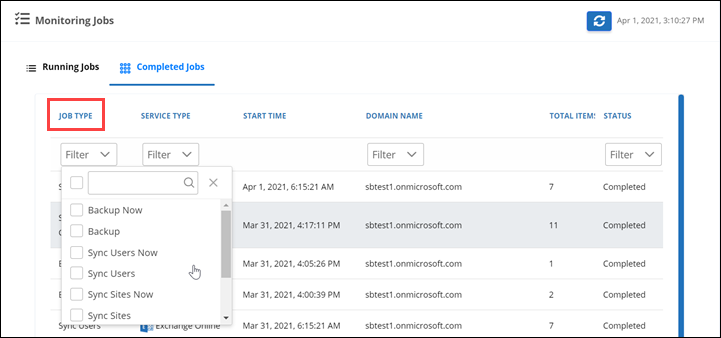 Monitoring Jobs
Apr 1, 2021, 3:10:27 PM
Running Jobs
Completed Jobs
JOB TYPE SERVICE TYPE START TIME DOMAIN NAME TOTAL ITEMS STATUS
Filter Filter Filter Filter
Apr 1, 2021, 6:15:21 AM sbtest1.onmicrosoft.com 7 Completed
Backup Now
Mar 31, 2021, 4:17:11 PM sbtest1.onmicrosoft.com 11 Completed
Backup
Sync Users Now
Mar 31, 2021, 4:05:26 PM sbtest1.onmicrosoft.com 1 Completed
Sync Users
Sync Sites Now
Mar 31, 2021, 4:00:39 PM sbtest1.onmicrosoft.com 2 Completed
Sync Sites
Sync Users Exchange Online Mar 31, 2021, 6:15:21 AM sbtest1.onmicrosoft.com 7 Completed